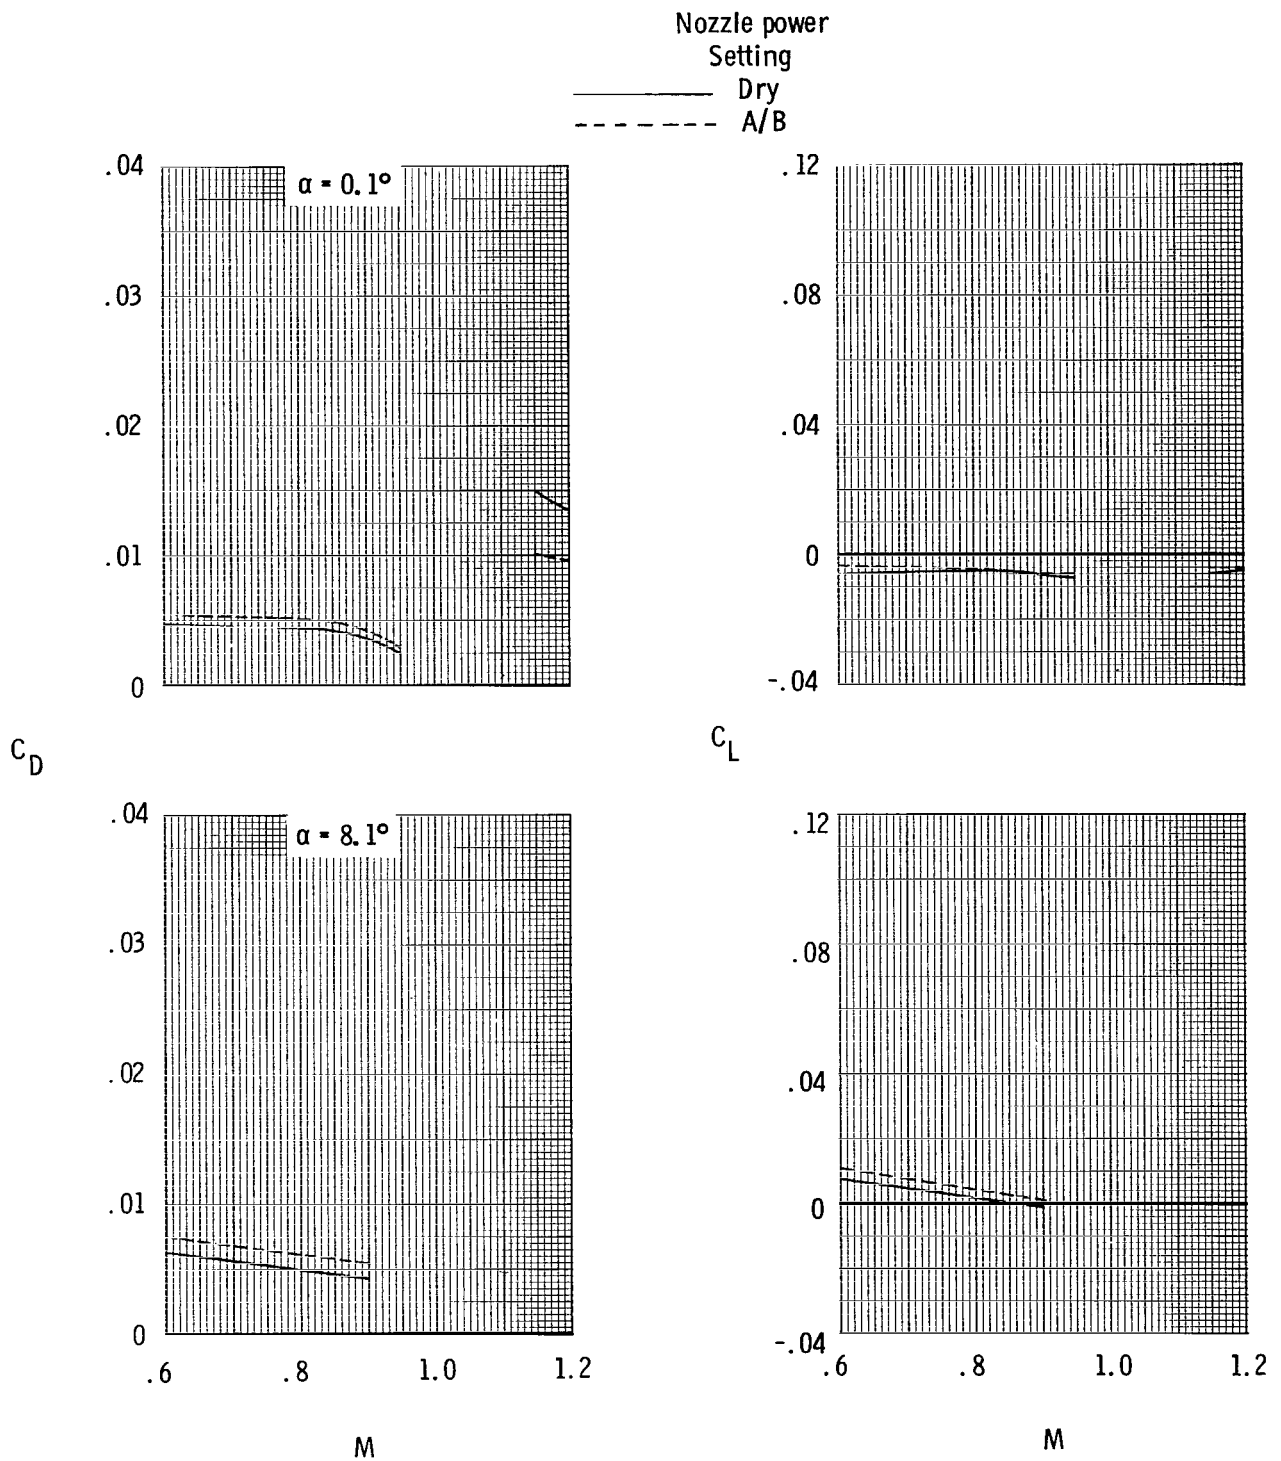 Nozzle power
Setting
Dry
A/B
α = 0.1°
.04
.03
.02
.01
0
.12
.08
.04
0
-.04
C_D
C_L
α = 8.1°
.04
.03
.02
.01
0
.6 .8 1.0 1.2
M
.12
.08
.04
0
-.04
.6 .8 1.0 1.2
M